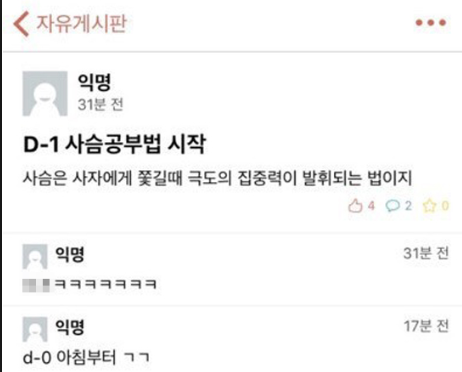 자유게시판
익명
31분 전
D-1 사슴공부법 시작
사슴은 사자에게 쫓길때 극도의 집중력이 발휘되는 법이지
4 2 0
익명 31분 전
ㅋㅋㅋㅋㅋㅋㅋ
익명 17분 전
d-0 아침부터 ㄱㄱ